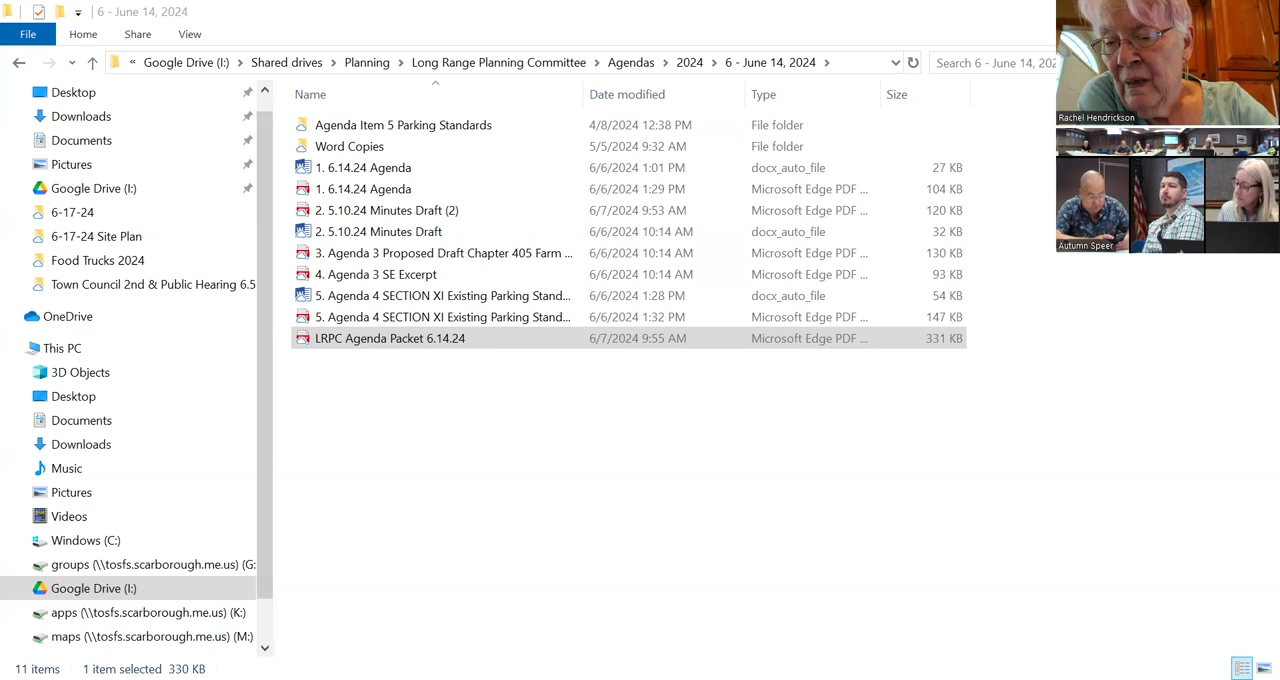 6 - June 14, 2024
File Home Share View
« Google Drive (I:) › Shared drives › Planning › Long Range Planning Committee › Agendas › 2024 › 6 - June 14, 2024 ›
Search 6 - June 14, 202
Desktop
Downloads
Documents
Pictures
Google Drive (I:)
6-17-24
6-17-24 Site Plan
Food Trucks 2024
Town Council 2nd & Public Hearing 6.5
OneDrive
This PC
3D Objects
Desktop
Documents
Downloads
Music
Pictures
Videos
Windows (C:)
groups (\\tosfs.scarborough.me.us) (G:
Google Drive (I:)
apps (\\tosfs.scarborough.me.us) (K:)
maps (\\tosfs.scarborough.me.us) (M:)
Name Date modified Type Size
Agenda Item 5 Parking Standards 4/8/2024 12:38 PM File folder
Word Copies 5/5/2024 9:32 AM File folder
1. 6.14.24 Agenda 6/6/2024 1:01 PM docx_auto_file 27 KB
1. 6.14.24 Agenda 6/6/2024 1:29 PM Microsoft Edge PDF ... 104 KB
2. 5.10.24 Minutes Draft (2) 6/7/2024 9:53 AM Microsoft Edge PDF ... 120 KB
2. 5.10.24 Minutes Draft 6/6/2024 10:14 AM docx_auto_file 32 KB
3. Agenda 3 Proposed Draft Chapter 405 Farm ... 6/6/2024 10:14 AM Microsoft Edge PDF ... 130 KB
4. Agenda 3 SE Excerpt 6/6/2024 10:14 AM Microsoft Edge PDF ... 93 KB
5. Agenda 4 SECTION XI Existing Parking Stand... 6/6/2024 1:28 PM docx_auto_file 54 KB
5. Agenda 4 SECTION XI Existing Parking Stand... 6/6/2024 1:32 PM Microsoft Edge PDF ... 147 KB
LRPC Agenda Packet 6.14.24 6/7/2024 9:55 AM Microsoft Edge PDF ... 331 KB
Rachel Hendrickson
Autumn Speer
11 items 1 item selected 330 KB